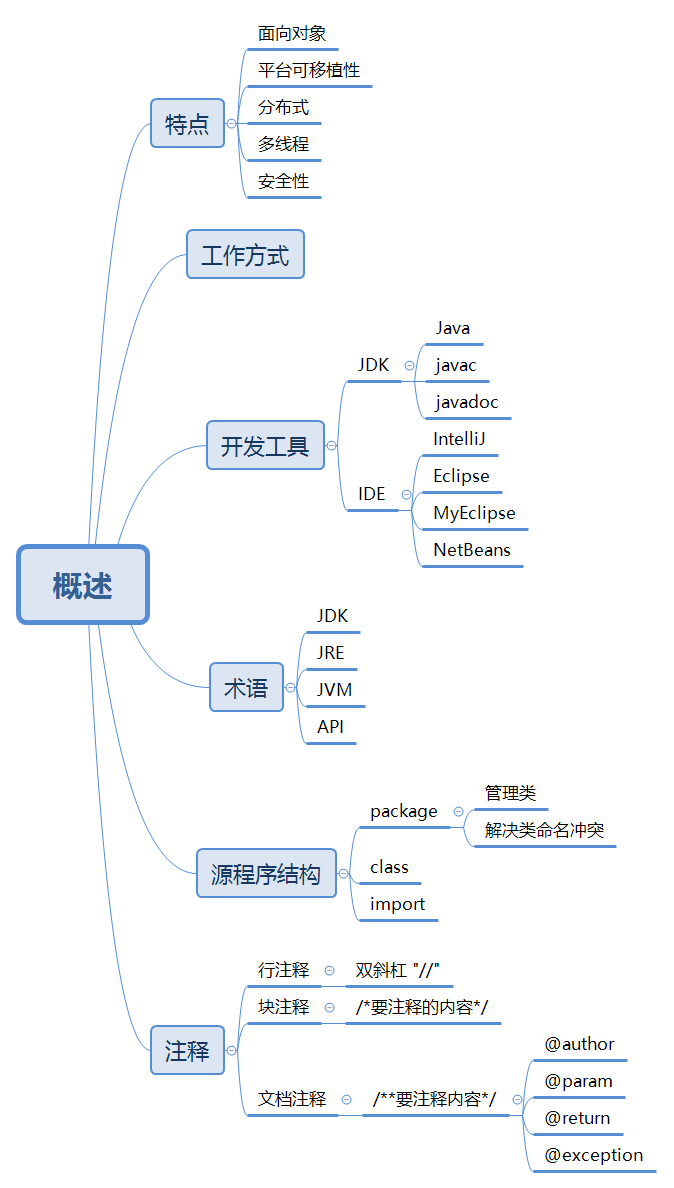 概述
特点
面向对象
平台可移植性
分布式
多线程
安全性
工作方式
开发工具
JDK
Java
javac
javadoc
IDE
IntelliJ
Eclipse
MyEclipse
NetBeans
术语
JDK
JRE
JVM
API
源程序结构
package
管理类
解决类命名冲突
class
import
注释
行注释
双斜杠 "//"
块注释
/*要注释的内容*/
文档注释
/**要注释内容*/
@author
@param
@return
@exception